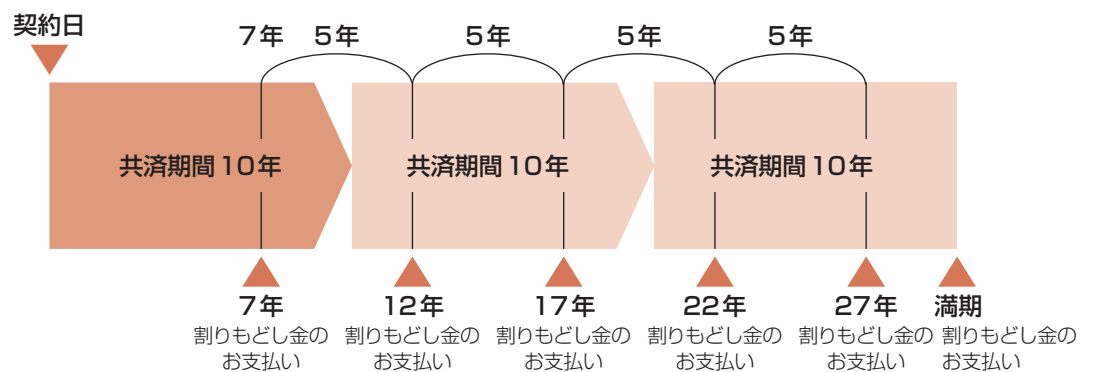 契約日
7年
5年
5年
5年
5年
共済期間10年
共済期間10年
共済期間10年
7年
割りもどし金の
お支払い
12年
割りもどし金の
お支払い
17年
割りもどし金の
お支払い
22年
割りもどし金の
お支払い
27年
割りもどし金の
お支払い
満期
割りもどし金の
お支払い